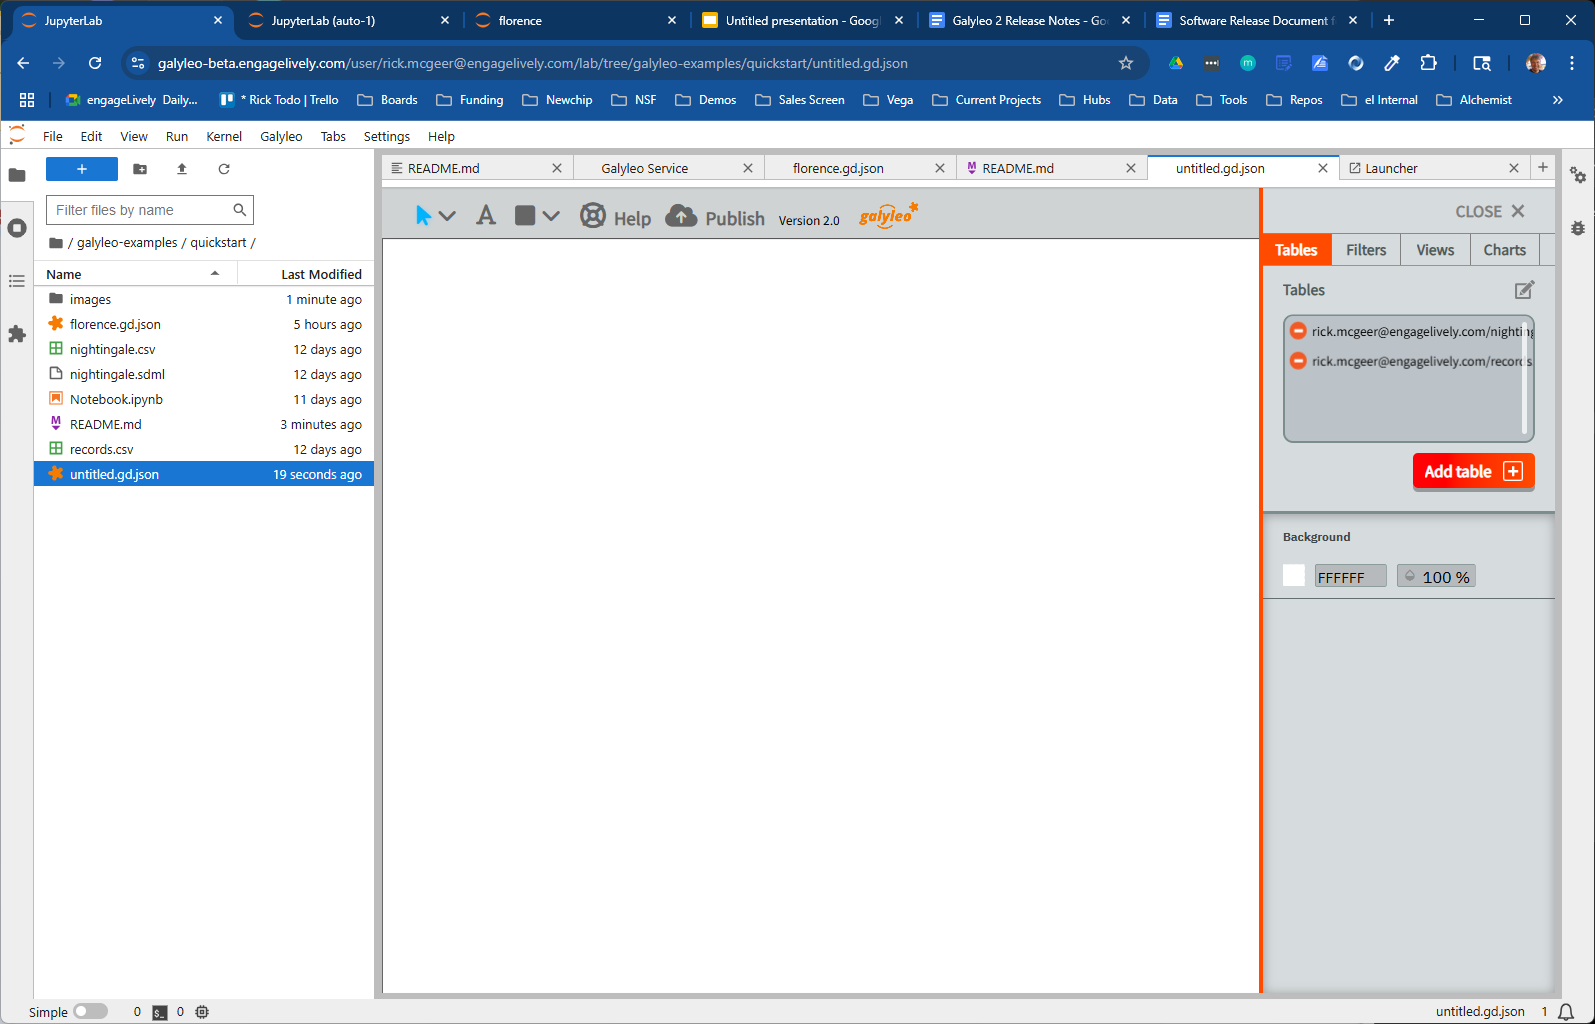 JupyterLab
JupyterLab (auto-1)
florence
Untitled presentation - Googl
Galyleo 2 Release Notes - Go
Software Release Document f
galyleo-beta.engagelively.com/user/rick.mcgeer@engagelively.com/lab/tree/galyleo-examples/quickstart/untitled.gd.json
engageLively Daily...
* Rick Todo | Trello
Boards
Funding
Newchip
NSF
Demos
Sales Screen
Vega
Current Projects
Hubs
Data
Tools
Repos
el Internal
Alchemist
File Edit View Run Kernel Galyleo Tabs Settings Help
README.md
Galyleo Service
florence.gd.json
README.md
untitled.gd.json
Launcher
Filter files by name
/ galyleo-examples / quickstart /
Name Last Modified
images 1 minute ago
florence.gd.json 5 hours ago
nightingale.csv 12 days ago
nightingale.sdml 12 days ago
Notebook.ipynb 11 days ago
README.md 3 minutes ago
records.csv 12 days ago
untitled.gd.json 19 seconds ago
A
Help
Publish
Version 2.0
galyleo
CLOSE
Tables Filters Views Charts
Tables
rick.mcgeer@engagelively.com/nighting
rick.mcgeer@engagelively.com/records
Add table
Background
FFFFFF 100 %
Simple 0 0
untitled.gd.json 1